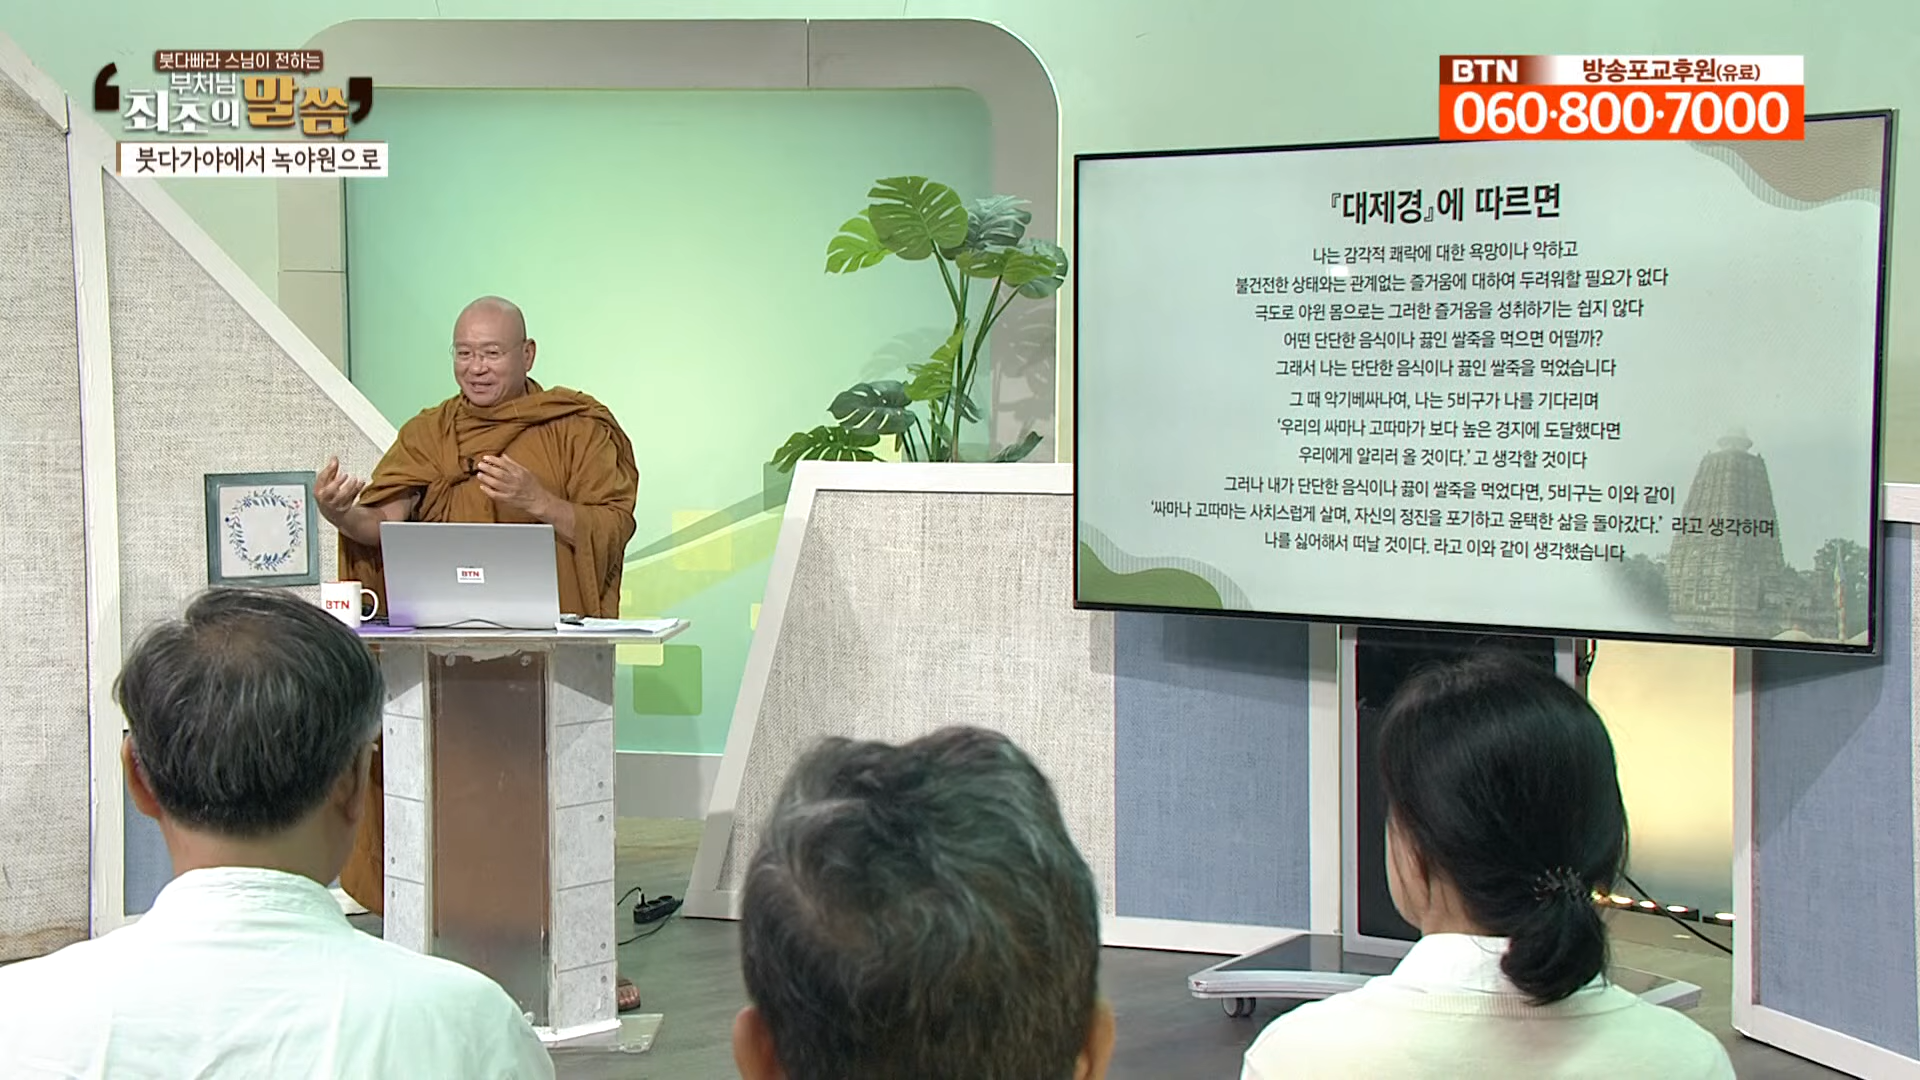 붓다빠라 스님이 전하는
부처님
최초의 말씀
붓다가야에서 녹야원으로
BTN 방송포교후원(유료)
060·800·7000
『대제경』에 따르면
나는 감각적 쾌락에 대한 욕망이나 악하고
불건전한 상태와는 관계없는 즐거움에 대하여 두려워할 필요가 없다
극도로 야윈 몸으로는 그러한 즐거움을 성취하기는 쉽지 않다
어떤 단단한 음식이나 끓인 쌀죽을 먹으면 어떨까?
그래서 나는 단단한 음식이나 끓인 쌀죽을 먹었습니다
그 때 악기베싸나여, 나는 5비구가 나를 기다리며
‘우리의 싸마나 고따마가 보다 높은 경지에 도달했다면
우리에게 알리러 올 것이다.’고 생각할 것이다
그러나 내가 단단한 음식이나 끓이 쌀죽을 먹었다면, 5비구는 이와 같이
‘싸마나 고따마는 사치스럽게 살며, 자신의 정진을 포기하고 윤택한 삶을 돌아갔다.’ 라고 생각하며
나를 싫어해서 떠날 것이다. 라고 이와 같이 생각했습니다
BTN
BTN